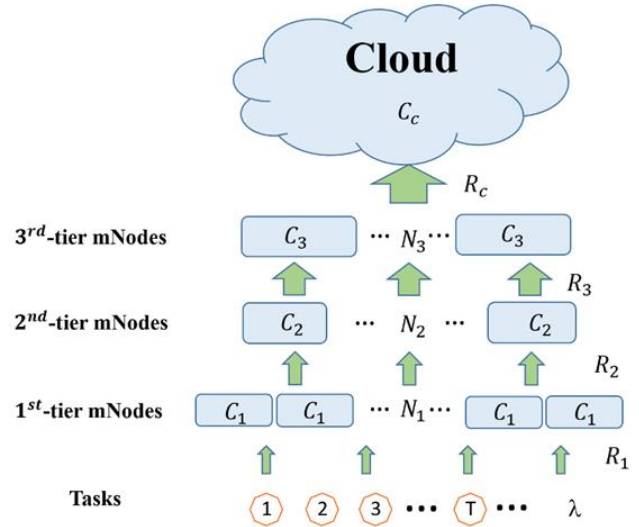 Cloud
C_c
R_c
3^rd-tier mNodes C_3 ··· N_3 ··· C_3
R_3
2^nd-tier mNodes C_2 ··· N_2 ··· C_2
R_2
1^st-tier mNodes C_1 C_1 ··· N_1 ··· C_1 C_1
R_1
Tasks 1 2 3 ··· T ··· λ